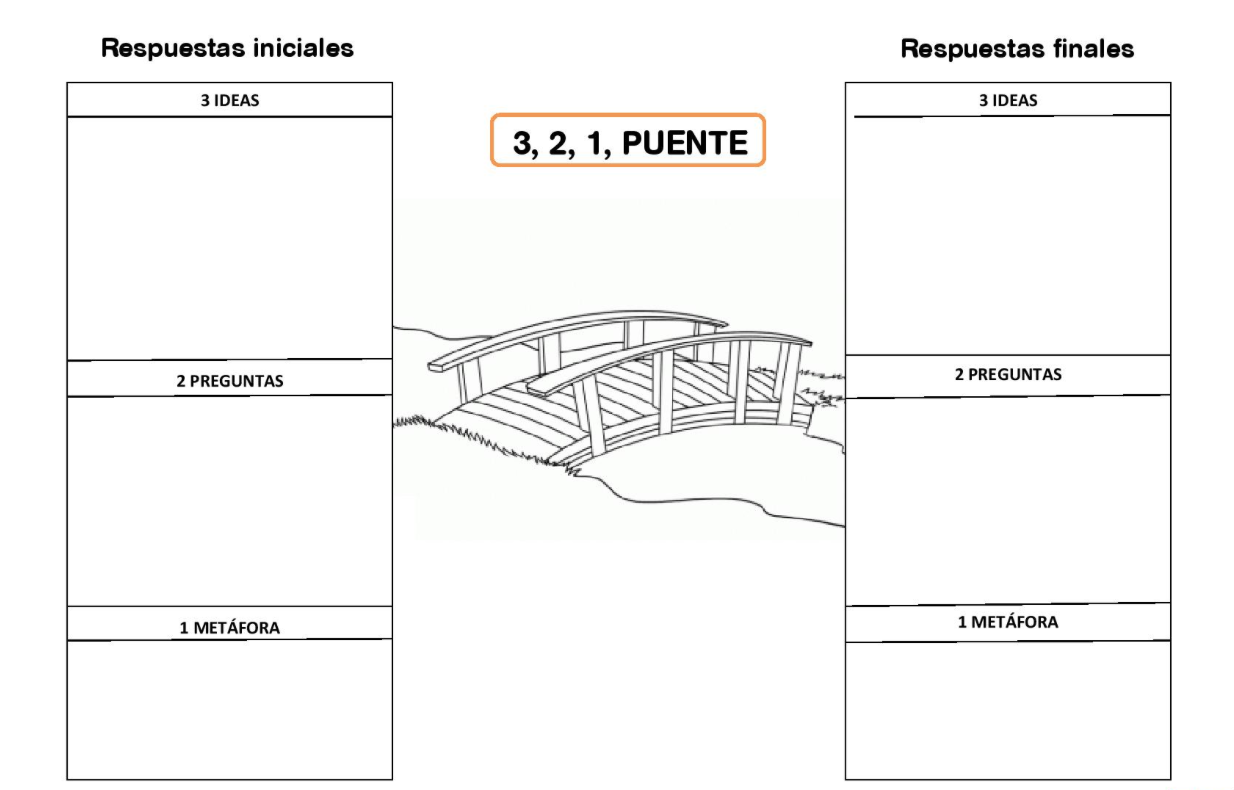 Respuestas iniciales
3 IDEAS
2 PREGUNTAS
1 METÁFORA
3, 2, 1, PUENTE
Respuestas finales
3 IDEAS
2 PREGUNTAS
1 METÁFORA